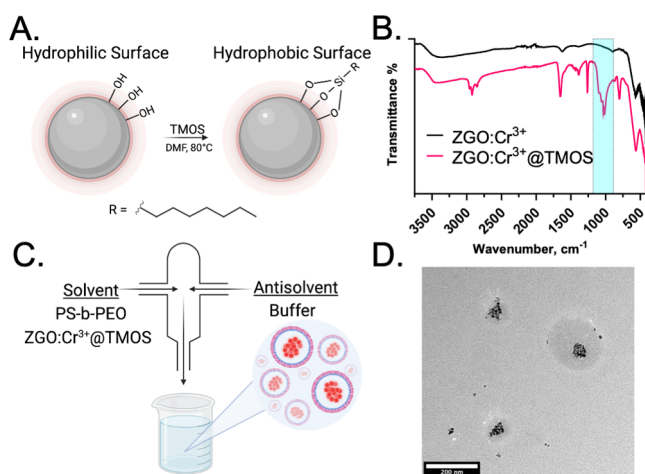 A.
Hydrophilic Surface
Hydrophobic Surface
OH
OH
OH
TMOS
DMF, 80°C
R
Si
O
O
O
R =
B.
Transmittance %
ZGO:Cr³⁺
ZGO:Cr³⁺@TMOS
3500 3000 2500 2000 1500 1000 500
Wavenumber, cm⁻¹
C.
Solvent
PS-b-PEO
ZGO:Cr³⁺@TMOS
Antisolvent
Buffer
D.
200 nm